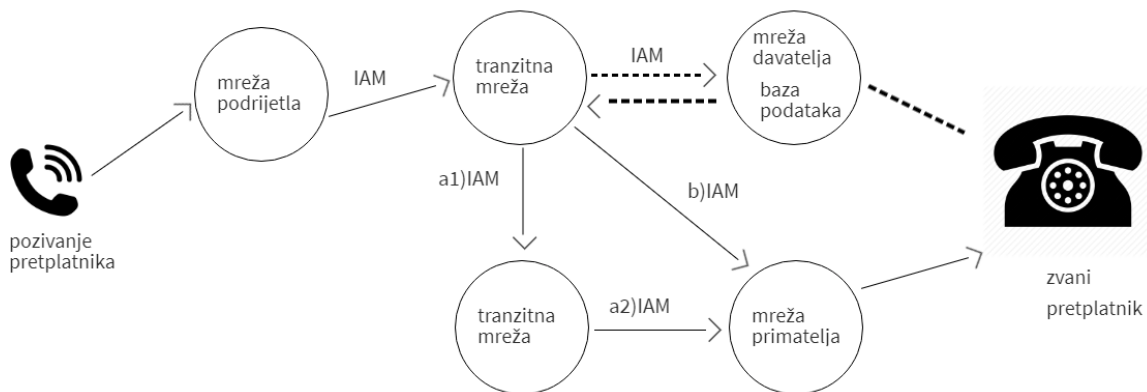 mreža
podrijetla
IAM
tranzitna
mreža
IAM
mreža
davatelja
baza
podataka
pozivanje
pretplatnika
a1)IAM
b)IAM
tranzitna
mreža
a2)IAM
mreža
primatelja
zvani
pretplatnik